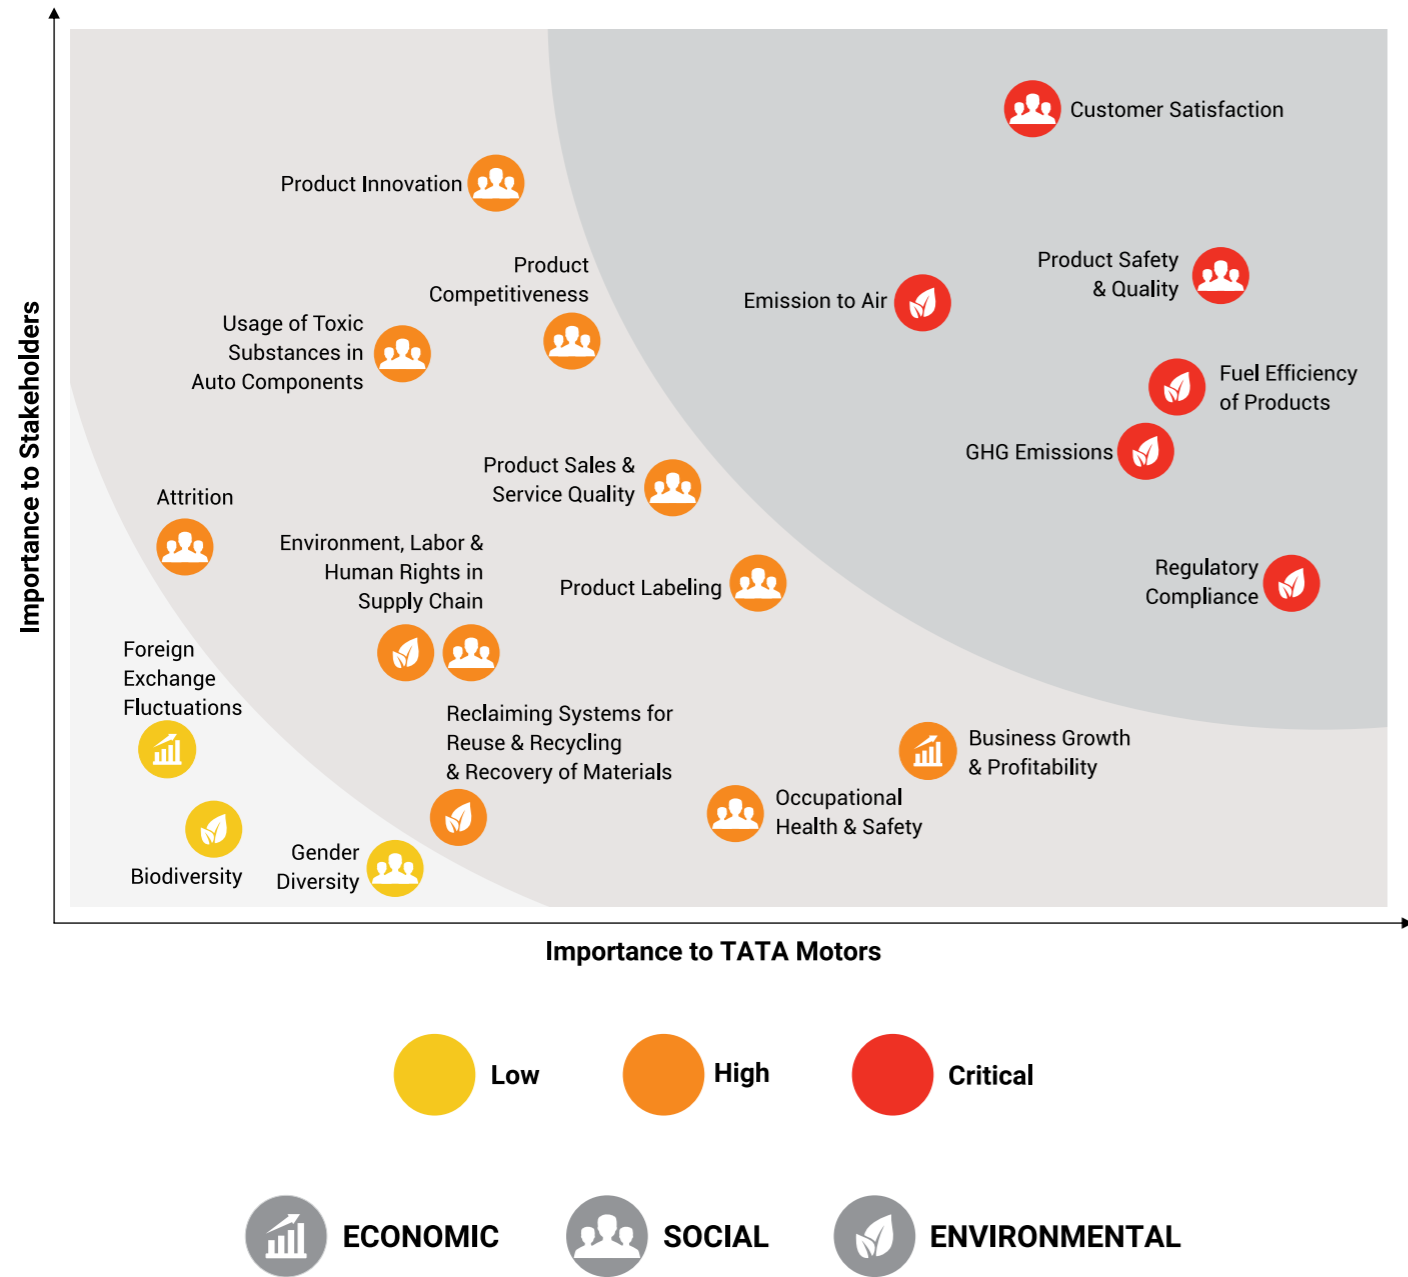 Customer Satisfaction
Product Innovation
Product Safety
& Quality
Product
Competitiveness
Emission to Air
Usage of Toxic
Substances in
Auto Components
Fuel Efficiency
of Products
GHG Emissions
Product Sales &
Service Quality
Attrition
Environment, Labor &
Human Rights in
Supply Chain
Product Labeling
Regulatory
Compliance
Foreign
Exchange
Fluctuations
Reclaiming Systems for
Reuse & Recycling
& Recovery of Materials
Business Growth
& Profitability
Occupational
Health & Safety
Gender
Diversity
Biodiversity
Importance to Stakeholders
Importance to TATA Motors
Low
High
Critical
ECONOMIC
SOCIAL
ENVIRONMENTAL